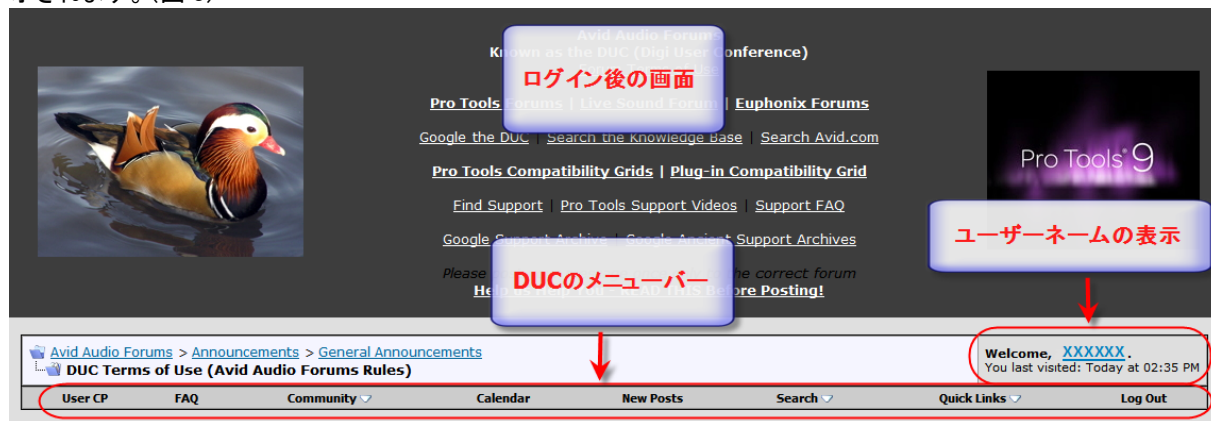 Avid Audio Forums
Known as the DUC (Digi User Conference)
ログイン後の画面
Pro Tools Forums | Live Sound Forum | Euphonix Forums
Google the DUC | Search the Knowledge Base | Search Avid.com
Pro Tools Compatibility Grids | Plug-in Compatibility Grid
Find Support | Pro Tools Support Videos | Support FAQ
Google Support Archive | Google Ancient Support Archives
Please the correct forum
Before Posting!
Pro Tools 9
ユーザーネームの表示
DUCのメニューバー
Avid Audio Forums > Announcements > General Announcements
DUC Terms of Use (Avid Audio Forums Rules)
Welcome, XXXXXX.
You last visited: Today at 02:35 PM
User CP FAQ Community Calendar New Posts Search Quick Links Log Out